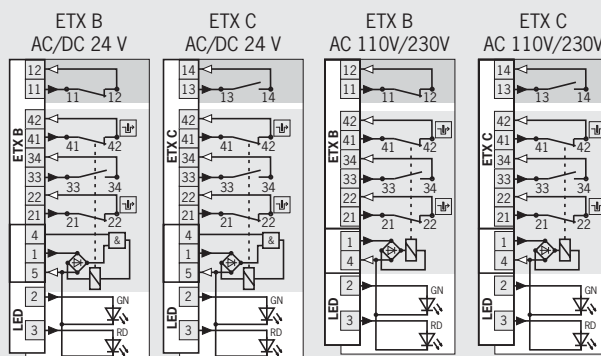 ETX B
AC/DC 24 V
12
11
11 12
42
41
41 42
34
33
33 34
22
21
21 22
4
&
1
5
2
GN
3
RD
ETX B
LED
ETX C
AC/DC 24 V
14
13
13 14
42
41
41 42
34
33
33 34
22
21
21 22
4
&
1
5
2
GN
3
RD
ETX C
LED
ETX B
AC 110V/230V
12
11
11 12
42
41
41 42
34
33
33 34
22
21
21 22
1
4
2
GN
3
RD
ETX B
LED
ETX C
AC 110V/230V
14
13
13 14
42
41
41 42
34
33
33 34
22
21
21 22
1
4
2
GN
3
RD
ETX C
LED